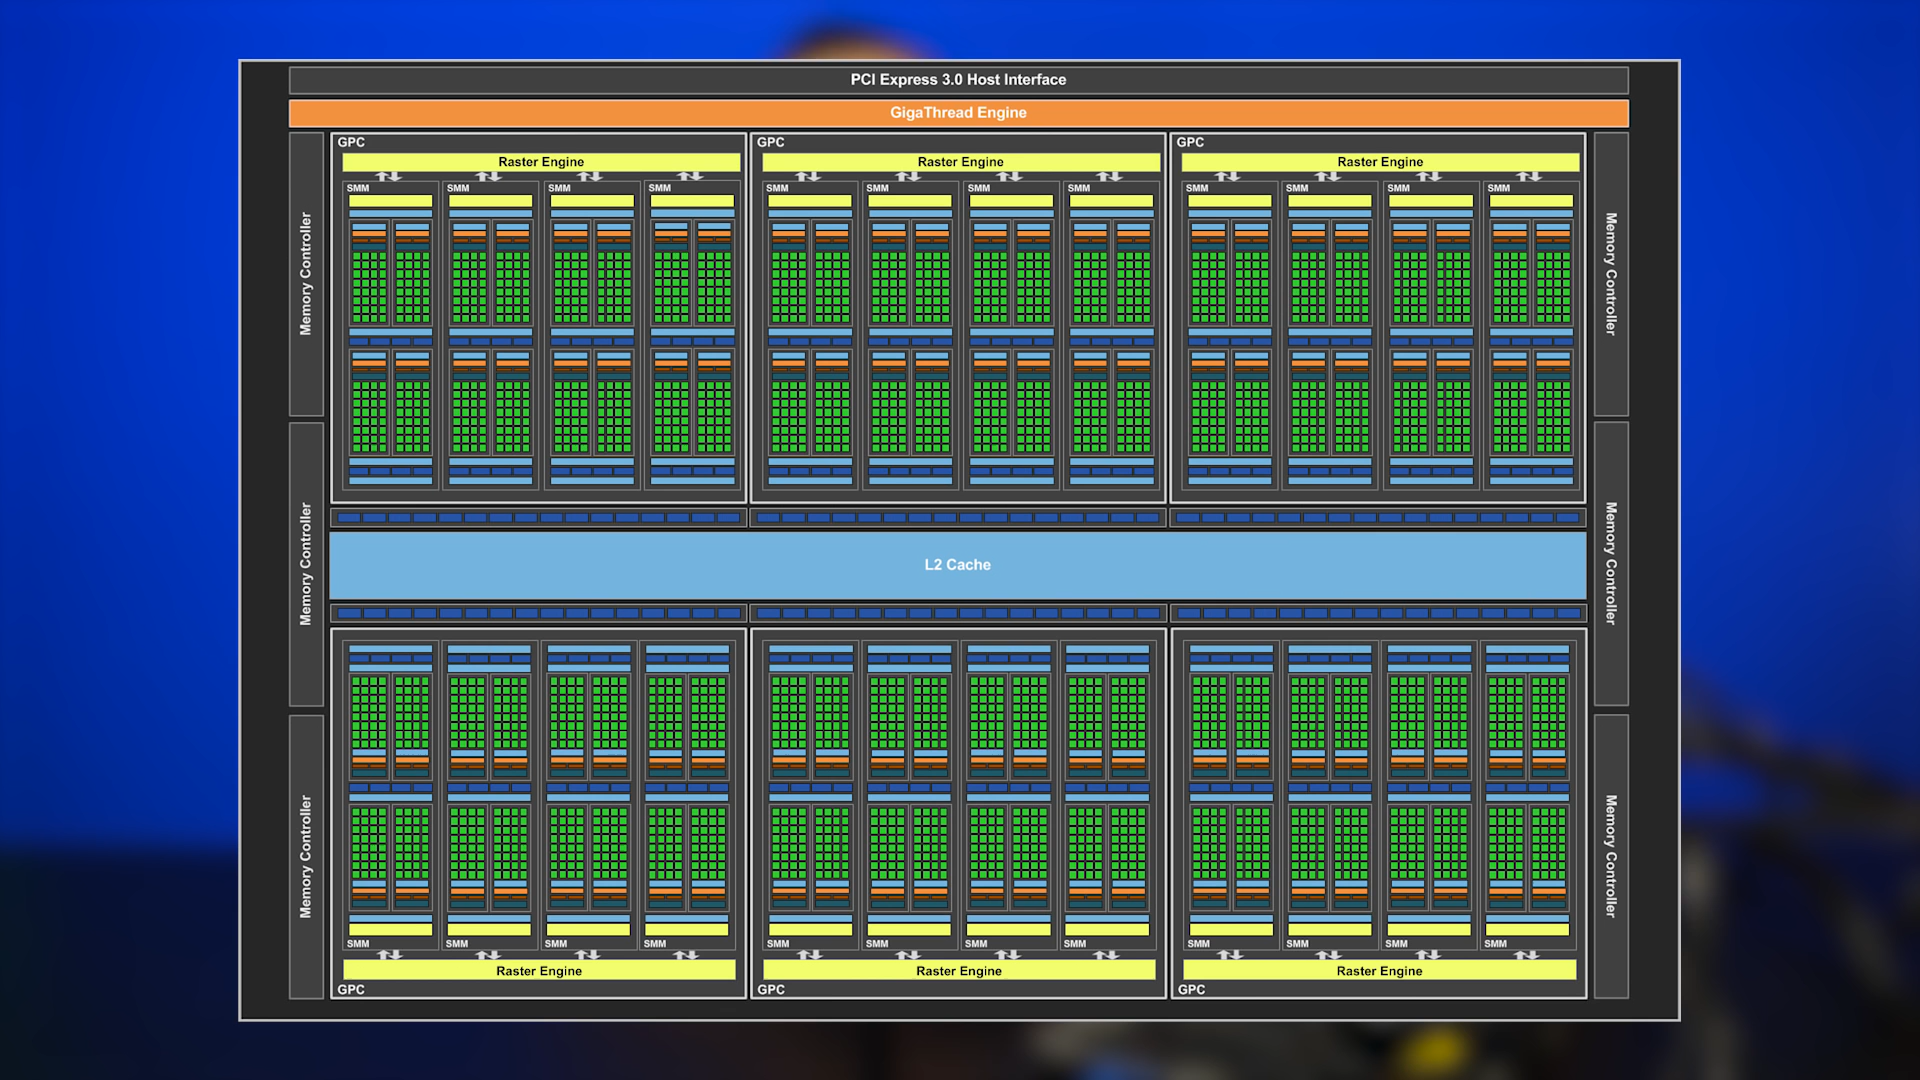 PCI Express 3.0 Host Interface
GigaThread Engine
Memory Controller
Memory Controller
Memory Controller
GPC
Raster Engine
SMM SMM SMM SMM
GPC
Raster Engine
SMM SMM SMM SMM
GPC
Raster Engine
SMM SMM SMM SMM
L2 Cache
SMM SMM SMM SMM
Raster Engine
GPC
SMM SMM SMM SMM
Raster Engine
GPC
SMM SMM SMM SMM
Raster Engine
GPC
Memory Controller
Memory Controller
Memory Controller